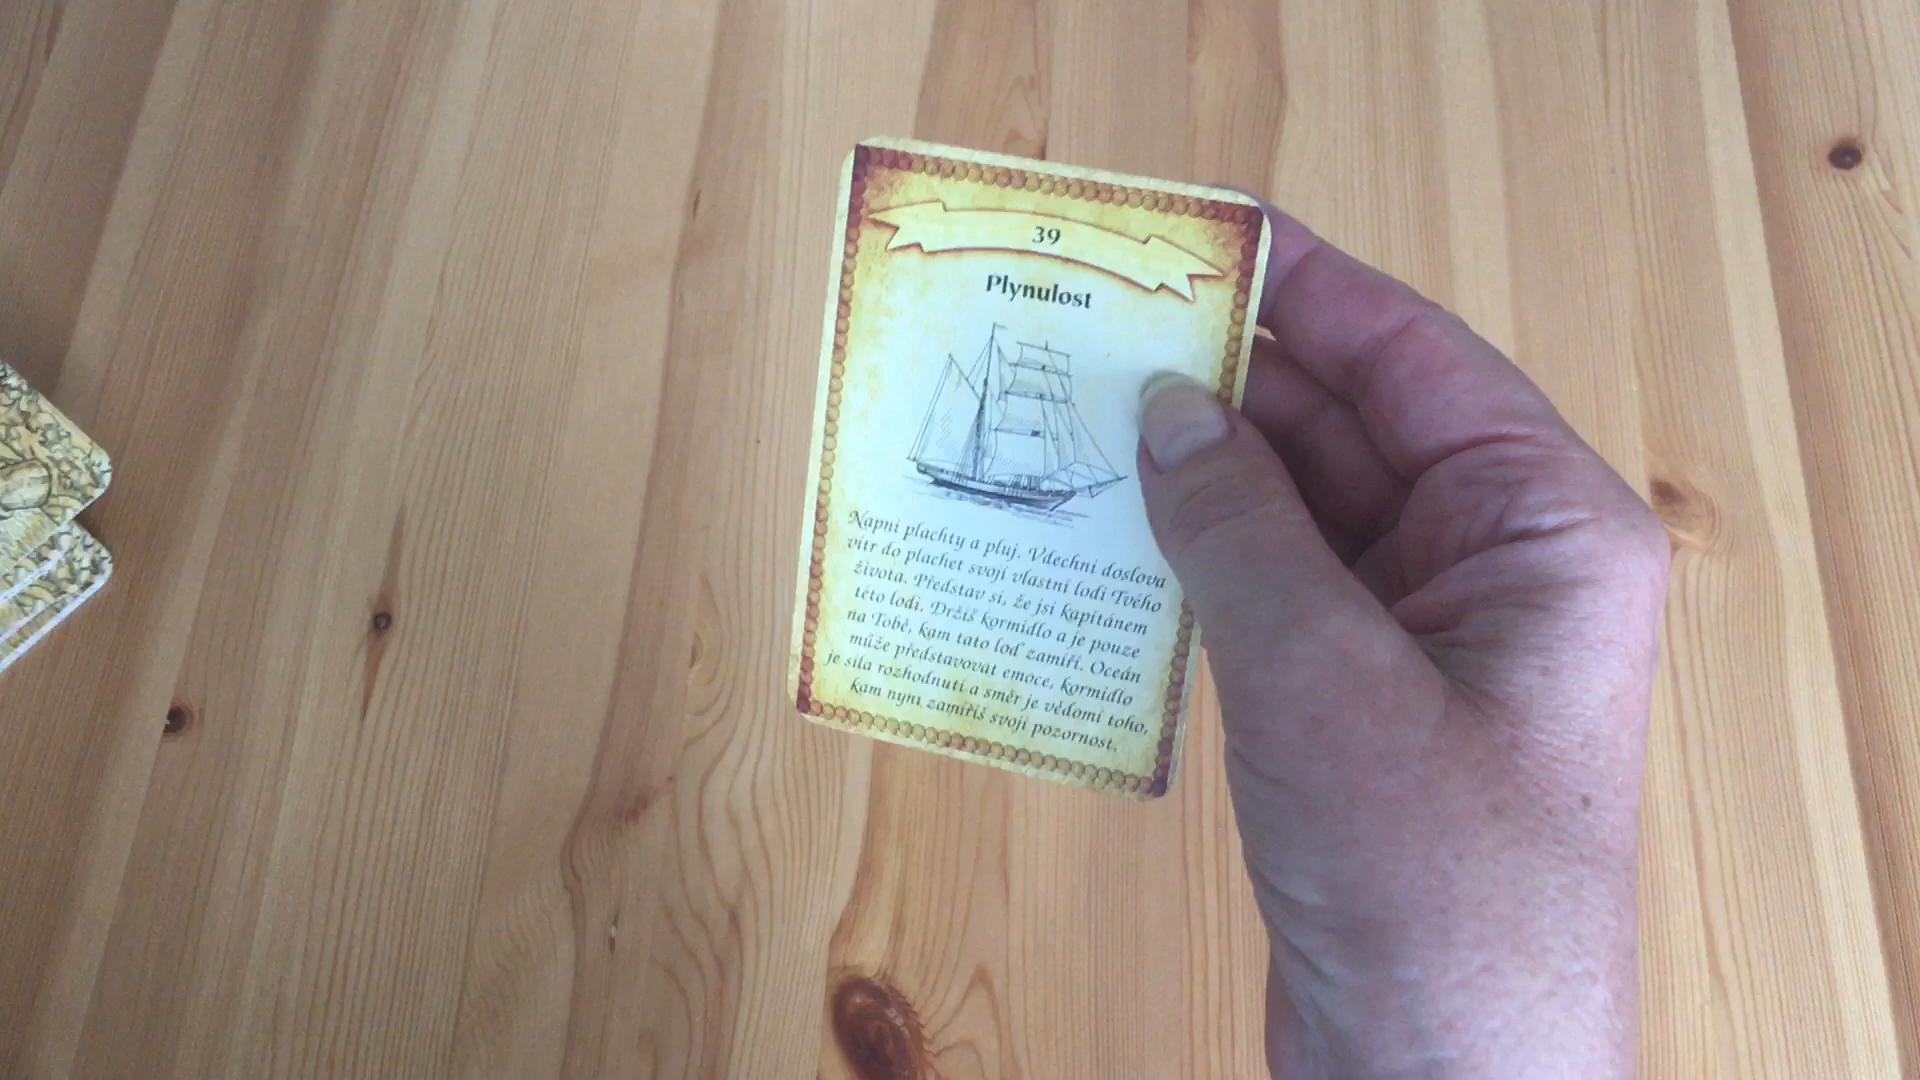 39
Plynulost
Napni plachty a pluj. Vdechni doslova
vítr do plachet svojí vlastní lodi Tvého
života. Představ si, že jsi kapitánem
této lodi. Držíš kormidlo a je pouze
na Tobě, kam tato loď zamíří. Oceán
může představovat emoce, kormidlo
je síla rozhodnutí a směr je vědomí toho,
kam nyní zamíříš svojí pozornost.